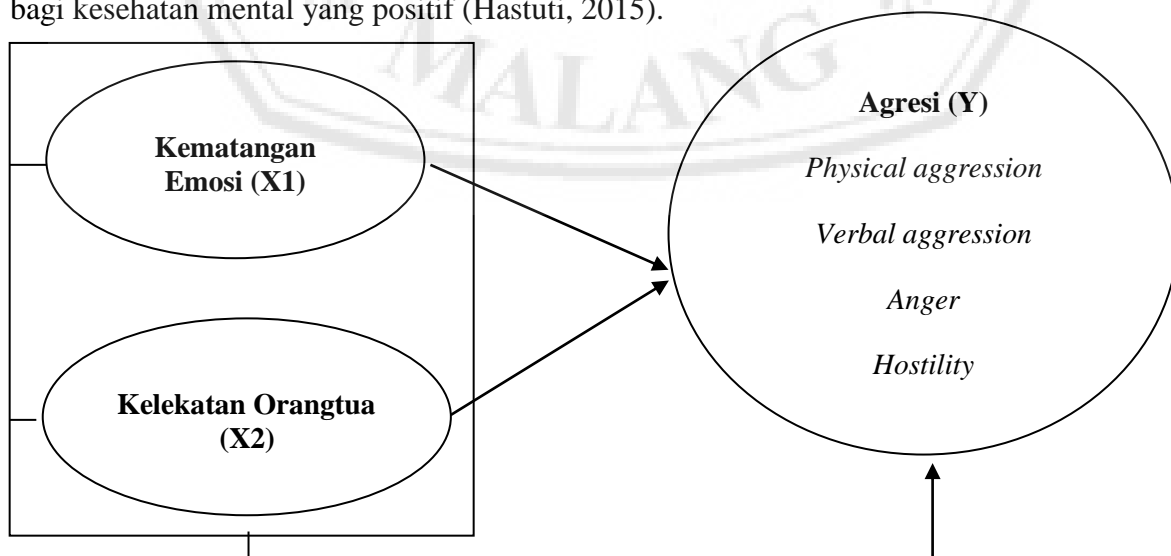 bagi kesehatan mental yang positif (Hastuti, 2015).
MALANG
Kematangan
Emosi (X1)
Kelekatan Orangtua
(X2)
Agresi (Y)
Physical aggression
Verbal aggression
Anger
Hostility